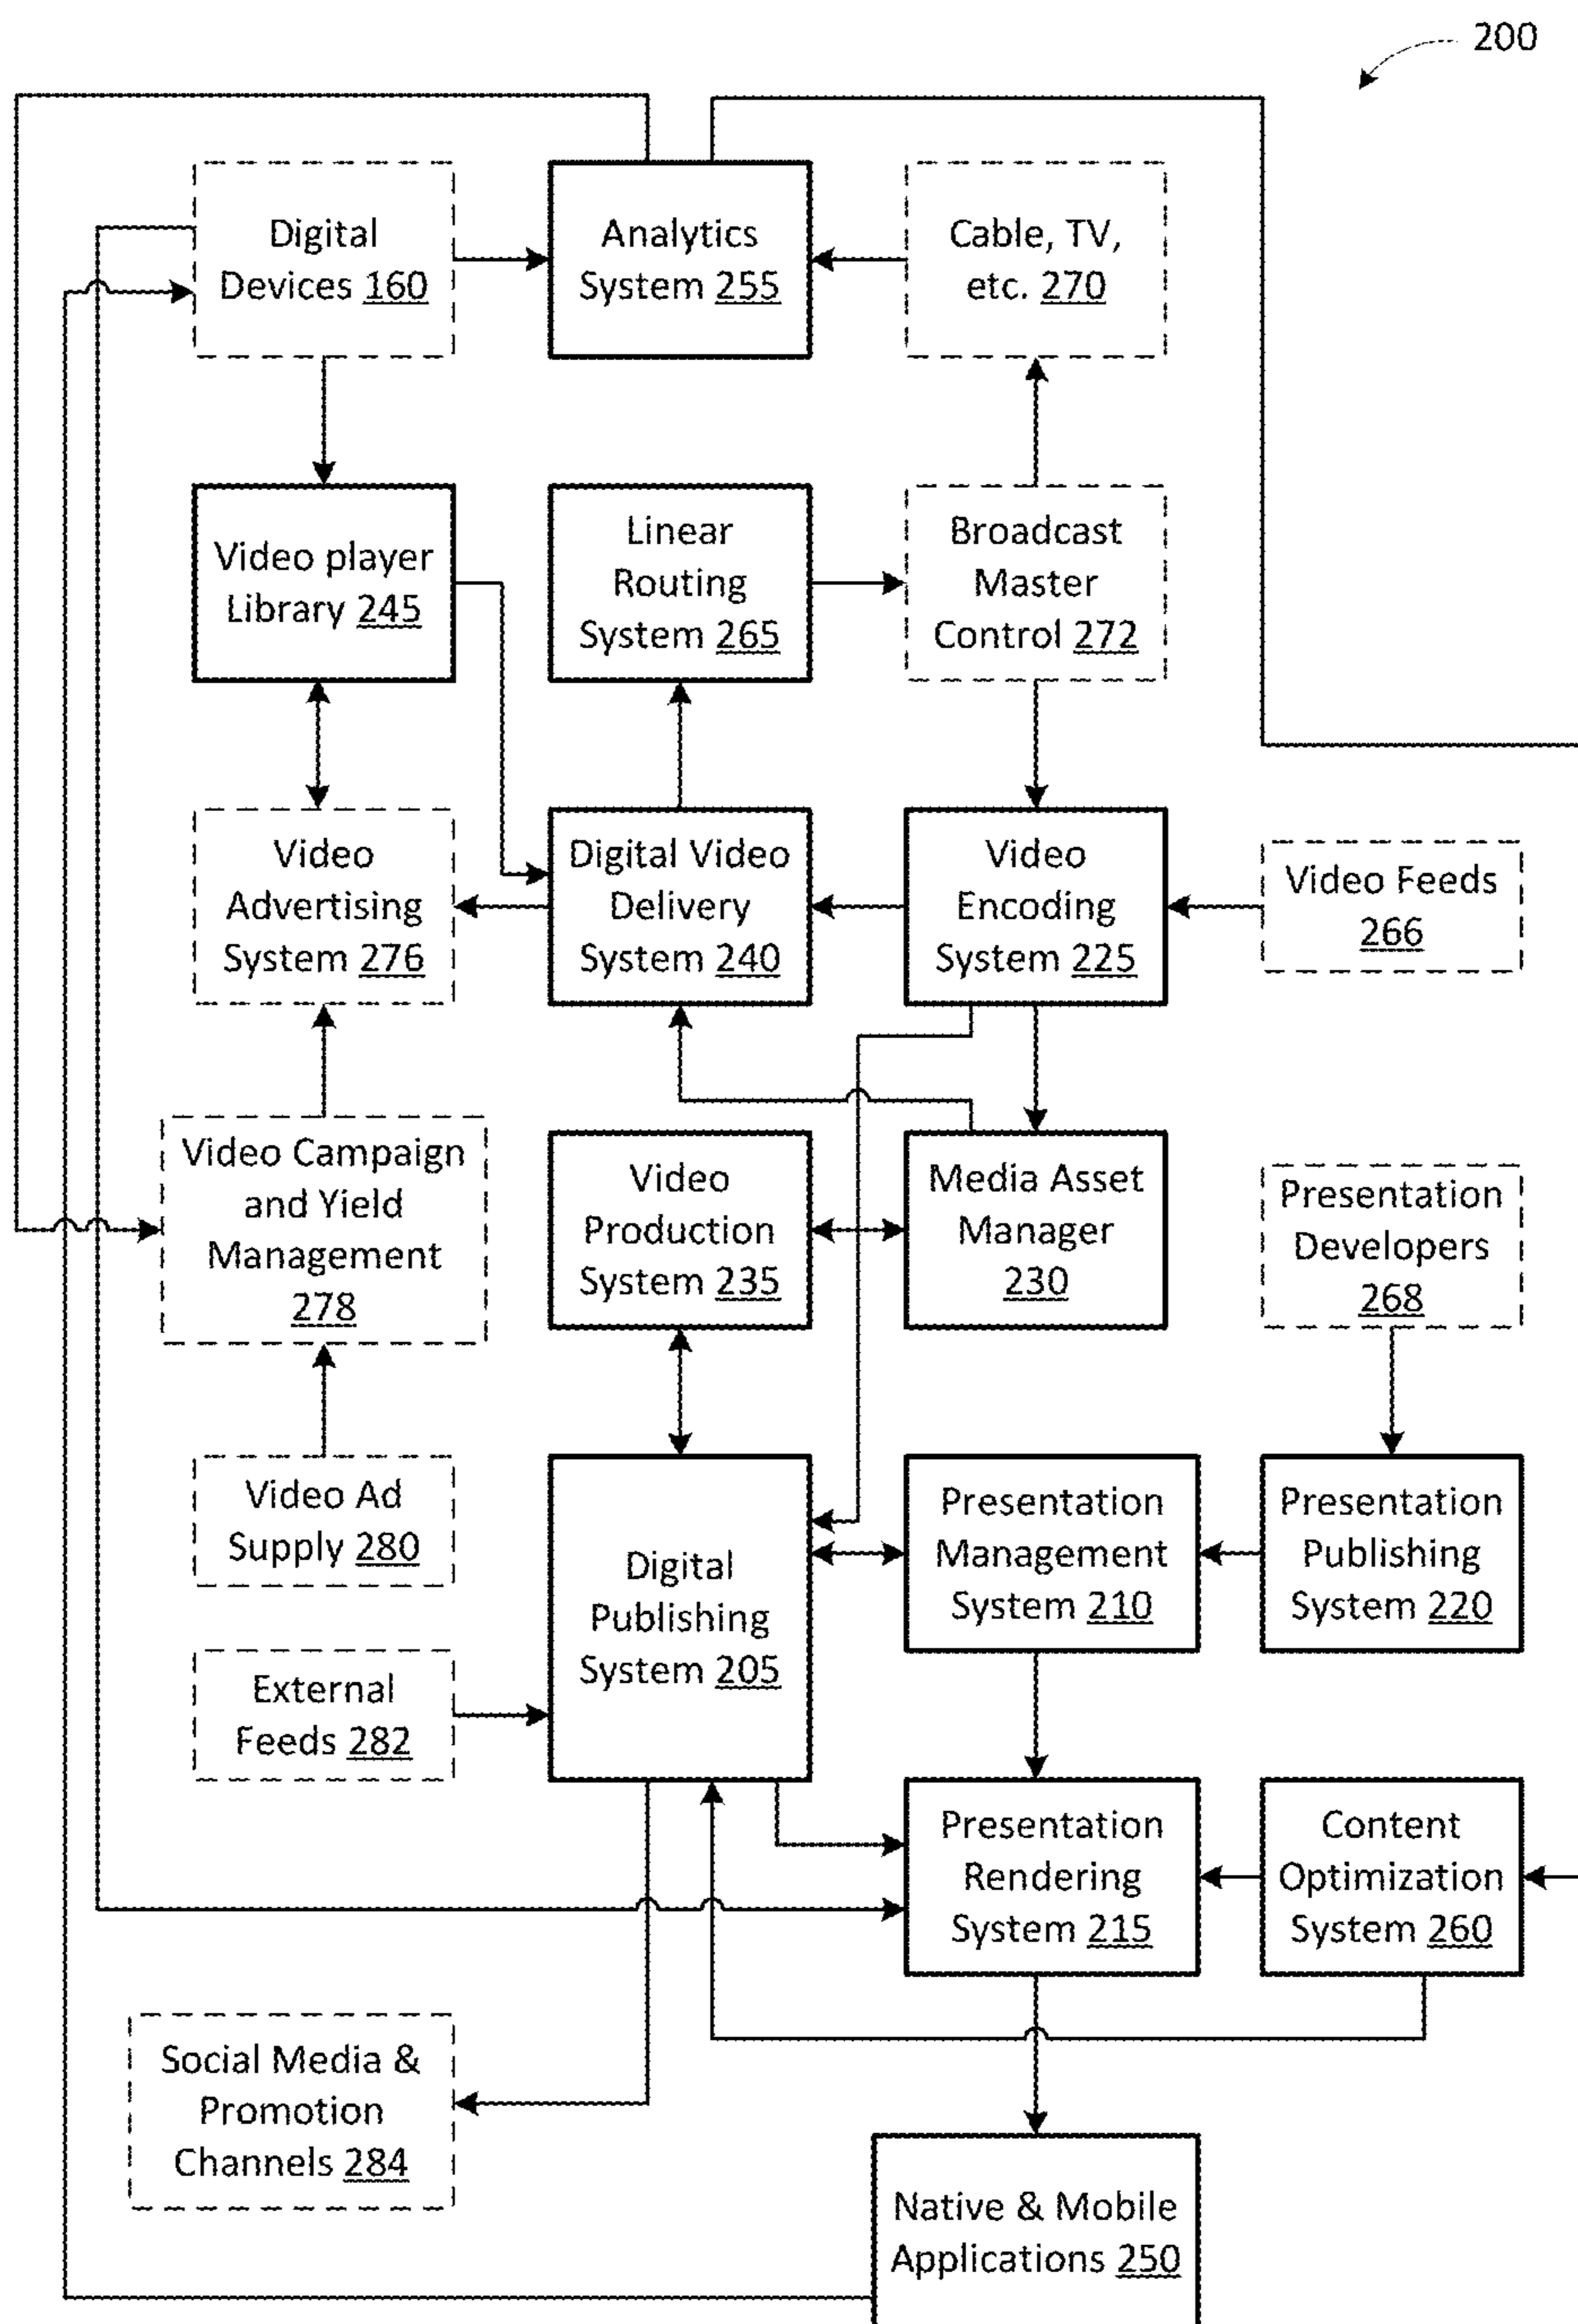 200
Digital
Devices 160
Analytics
System 255
Cable, TV,
etc. 270
Video player
Library 245
Linear
Routing
System 265
Broadcast
Master
Control 272
Video
Advertising
System 276
Digital Video
Delivery
System 240
Video
Encoding
System 225
Video Feeds
266
Video Campaign
and Yield
Management
278
Video
Production
System 235
Media Asset
Manager
230
Presentation
Developers
268
Video Ad
Supply 280
Digital
Publishing
System 205
Presentation
Management
System 210
Presentation
Publishing
System 220
External
Feeds 282
Presentation
Rendering
System 215
Content
Optimization
System 260
Social Media &
Promotion
Channels 284
Native & Mobile
Applications 250